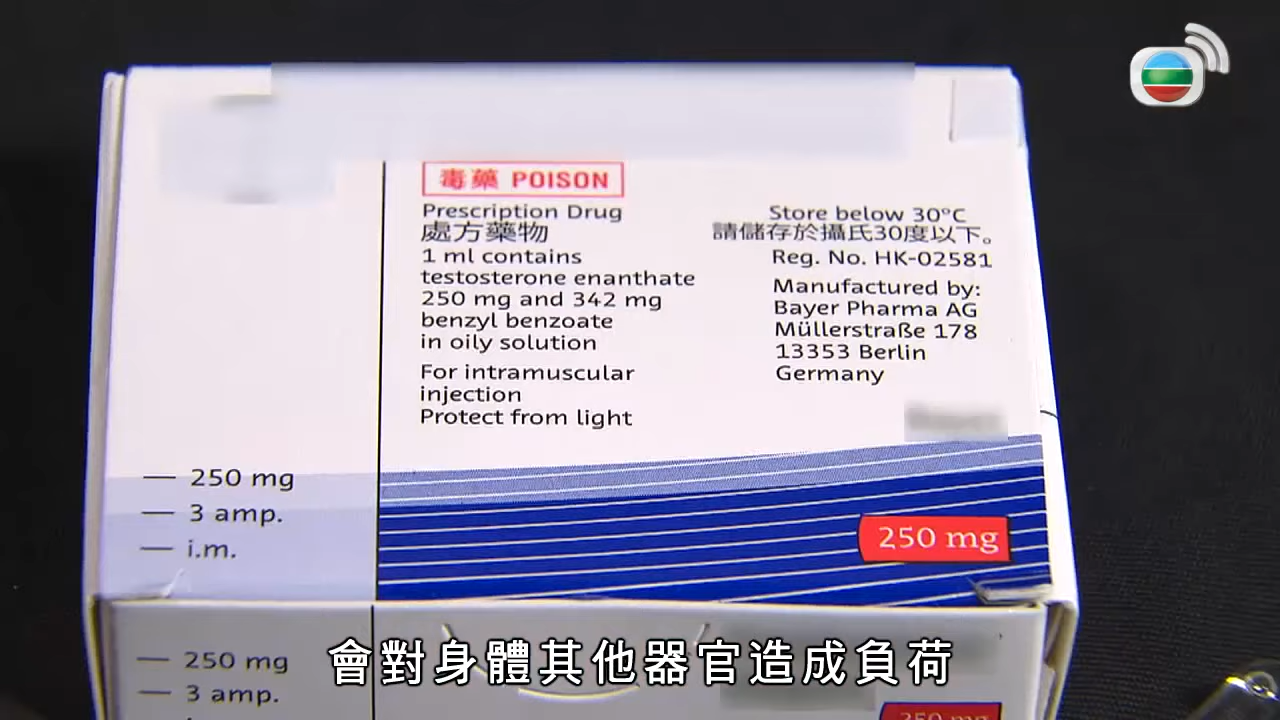 毒藥 POISON
Prescription Drug
處方藥物
1 ml contains
testosterone enanthate
250 mg and 342 mg
benzyl benzoate
in oily solution
For intramuscular
injection
Protect from light
Store below 30°C
請儲存於攝氏30度以下。
Reg. No. HK-02581
Manufactured by:
Bayer Pharma AG
Müllerstraße 178
13353 Berlin
Germany
250 mg
3 amp.
i.m.
250 mg
250 mg
3 amp.
250 mg
會對身體其他器官造成負荷